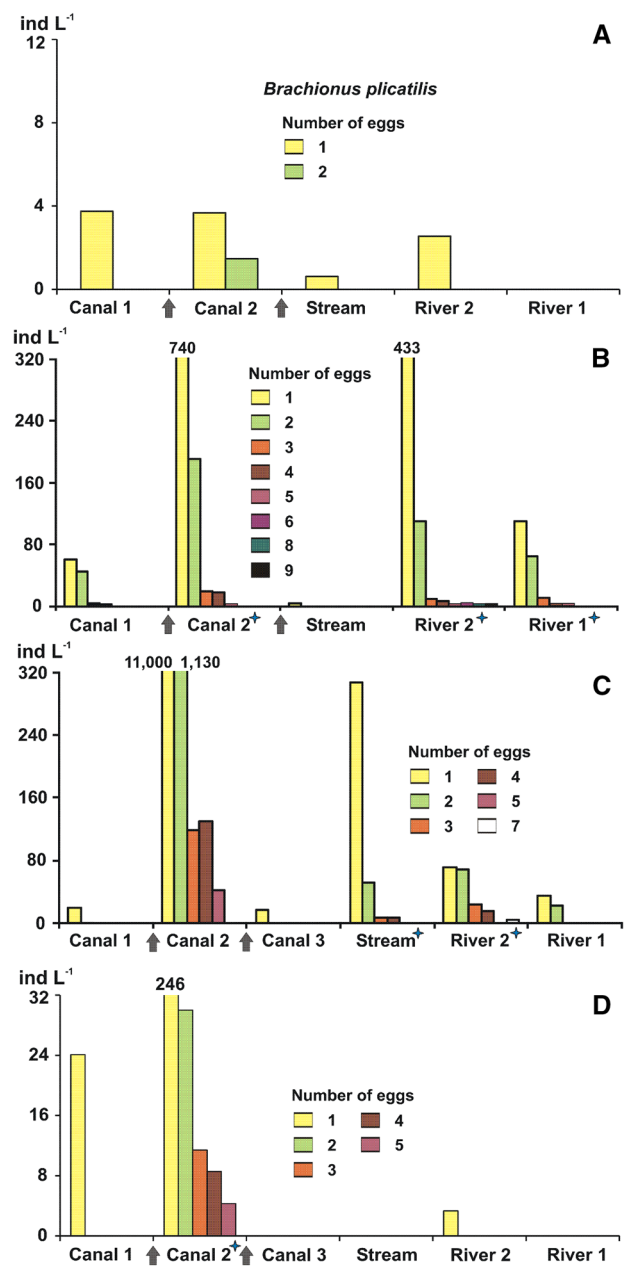 ind L⁻¹
A
12
Brachionus plicatilis
Number of eggs
8
1
2
4
0
Canal 1 Canal 2 Stream River 2 River 1
ind L⁻¹
B
740 433
320
Number of eggs
1
2
240
3
4
160
5
6
8
80
9
0
Canal 1 Canal 2 Stream River 2 River 1
ind L⁻¹
C
11,000 1,130
320
240
Number of eggs
1 4
160
2 5
3 7
80
0
Canal 1 Canal 2 Canal 3 Stream River 2 River 1
ind L⁻¹
D
246
32
24
Number of eggs
16
1 4
2 5
3
8
0
Canal 1 Canal 2 Canal 3 Stream River 2 River 1